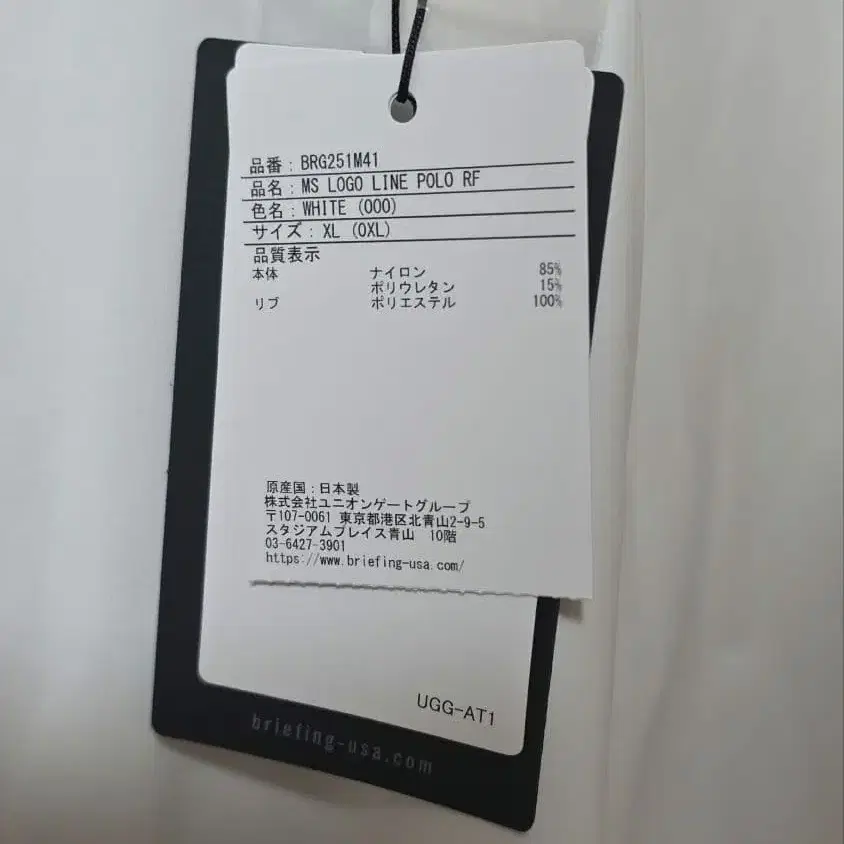 品番：BRG251M41
品名：MS LOGO LINE POLO RF
色名：WHITE (000)
サイズ：XL (0XL)
品質表示
本体 ナイロン 85%
ポリウレタン 15%
リブ ポリエステル 100%
原産国：日本製
株式会社ユニオンゲートグループ
〒107-0061 東京都港区北青山2-9-5
スタジアムプレイス青山 10階
03-6427-3901
https://www.briefing-usa.com/
UGG-AT1
briefing-usa.com